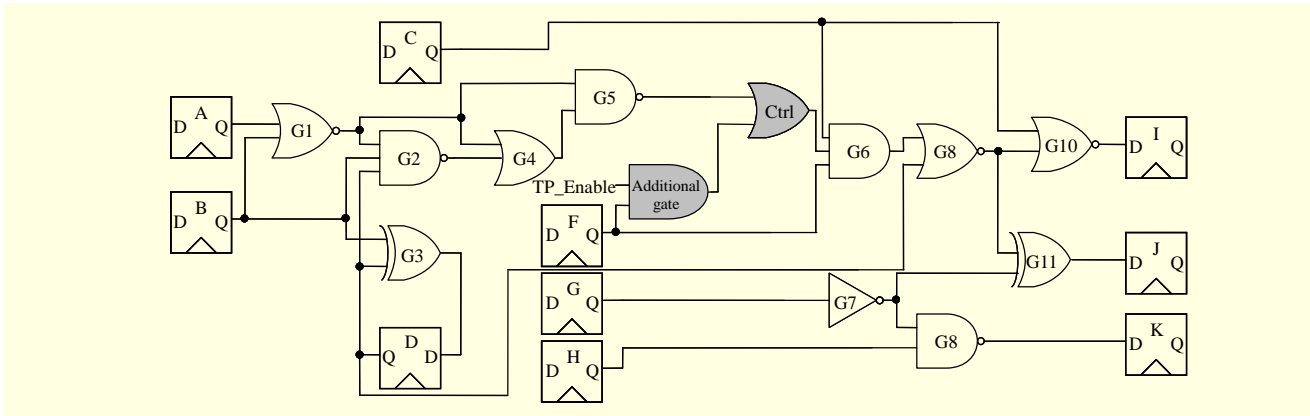 C
D Q
A
D Q
G1
G2
G4
G5
Ctrl
G6
G8
G10
I
D Q
TP_Enable
Additional
gate
B
D Q
F
D Q
G3
G11
J
D Q
G
D Q
G7
D
Q D
H
D Q
G8
K
D Q